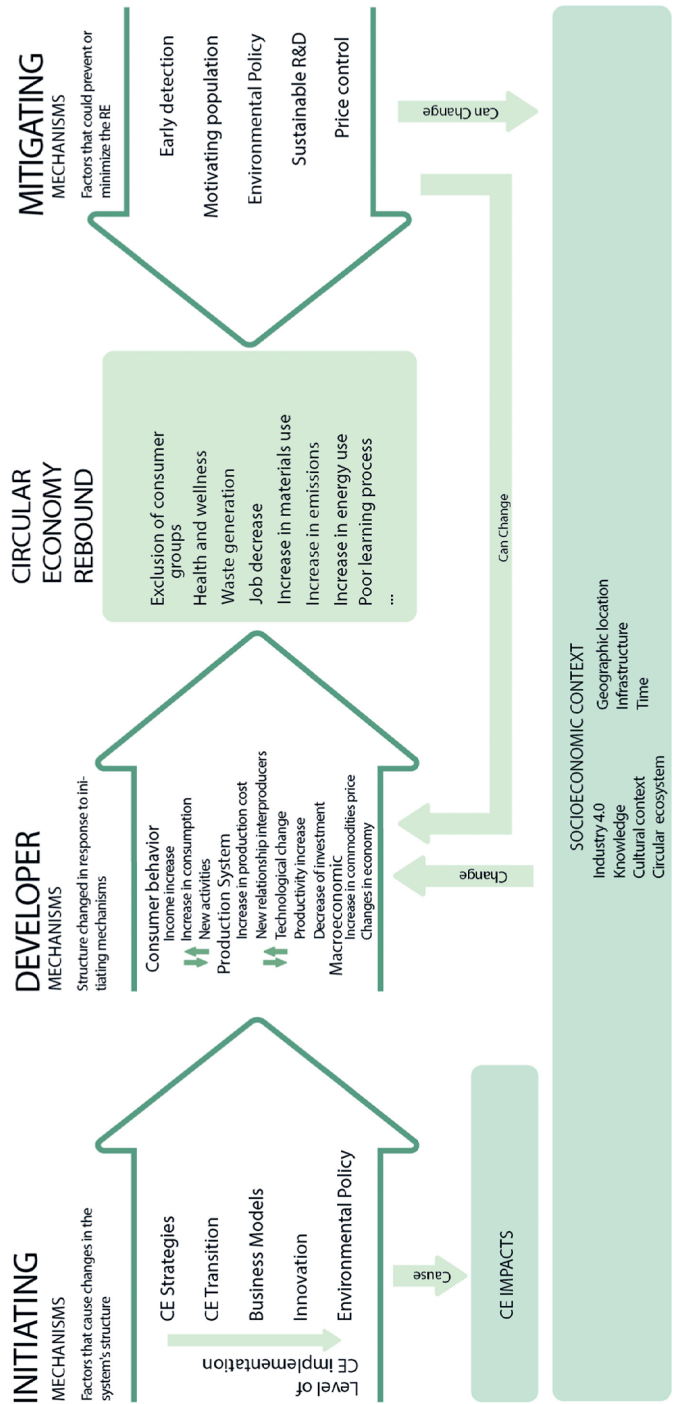 INITIATING
MECHANISMS
Factors that cause changes in the
system's structure
Level of
CE implementation
CE Strategies
CE Transition
Business Models
Innovation
Environmental Policy
Cause
CE IMPACTS
DEVELOPER
MECHANISMS
Structure changed in response to ini-
tiating mechanisms
Consumer behavior
Income increase
Increase in consumption
New activities
Production System
Increase in production cost
New relationship interproducers
Technological change
Productivity increase
Decrease of investment
Macroeconomic
Increase in commodities price
Changes in economy
Change
CIRCULAR
ECONOMY
REBOUND
Exclusion of consumer
groups
Health and wellness
Waste generation
Job decrease
Increase in materials use
Increase in emissions
Increase in energy use
Poor learning process
...
Can Change
MITIGATING
MECHANISMS
Factors that could prevent or
minimize the RE
Early detection
Motivating population
Environmental Policy
Sustainable R&D
Price control
Can Change
SOCIOECONOMIC CONTEXT
Industry 4.0
Knowledge
Cultural context
Circular ecosystem
Geographic location
Infrastructure
Time